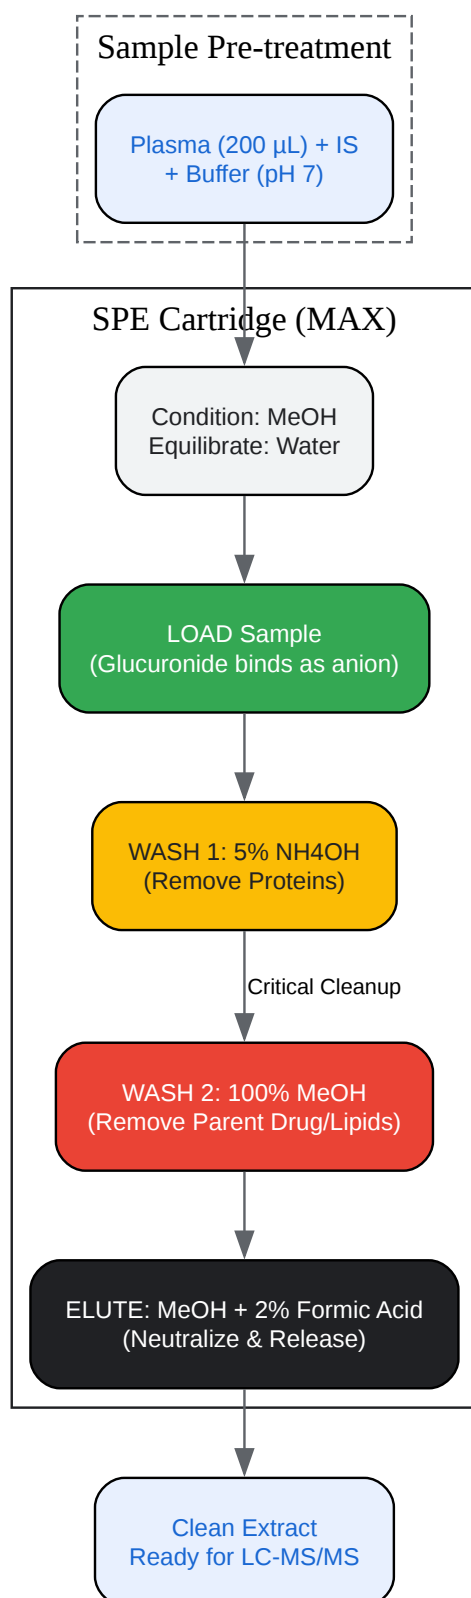 Sample Pre-treatment
Plasma (200 µL) + IS
+ Buffer (pH 7)
SPE Cartridge (MAX)
Condition: MeOH
Equilibrate: Water
LOAD Sample
(Glucuronide binds as anion)
WASH 1: 5% NH4OH
(Remove Proteins)
Critical Cleanup
WASH 2: 100% MeOH
(Remove Parent Drug/Lipids)
ELUTE: MeOH + 2% Formic Acid
(Neutralize & Release)
Clean Extract
Ready for LC-MS/MS